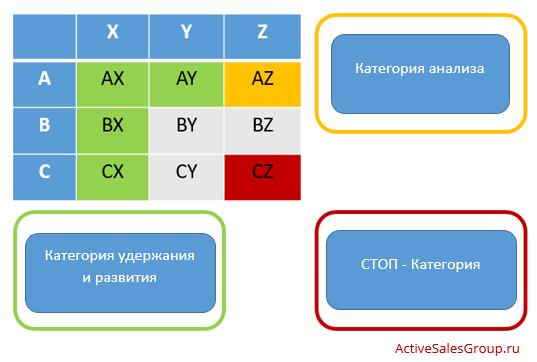 X Y Z
A AX AY AZ
B BX BY BZ
C CX CY CZ
Категория анализа
Категория удержания
и развития
СТОП - Категория
ActiveSalesGroup.ru